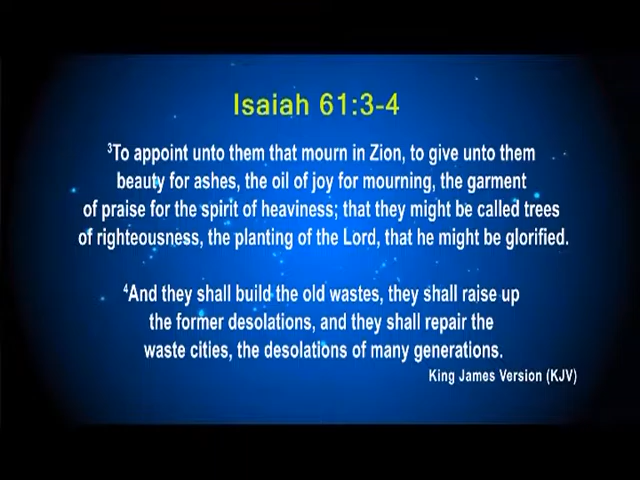 Isaiah 61:3-4
³To appoint unto them that mourn in Zion, to give unto them
beauty for ashes, the oil of joy for mourning, the garment
of praise for the spirit of heaviness; that they might be called trees
of righteousness, the planting of the Lord, that he might be glorified.
⁴And they shall build the old wastes, they shall raise up
the former desolations, and they shall repair the
waste cities, the desolations of many generations.
King James Version (KJV)